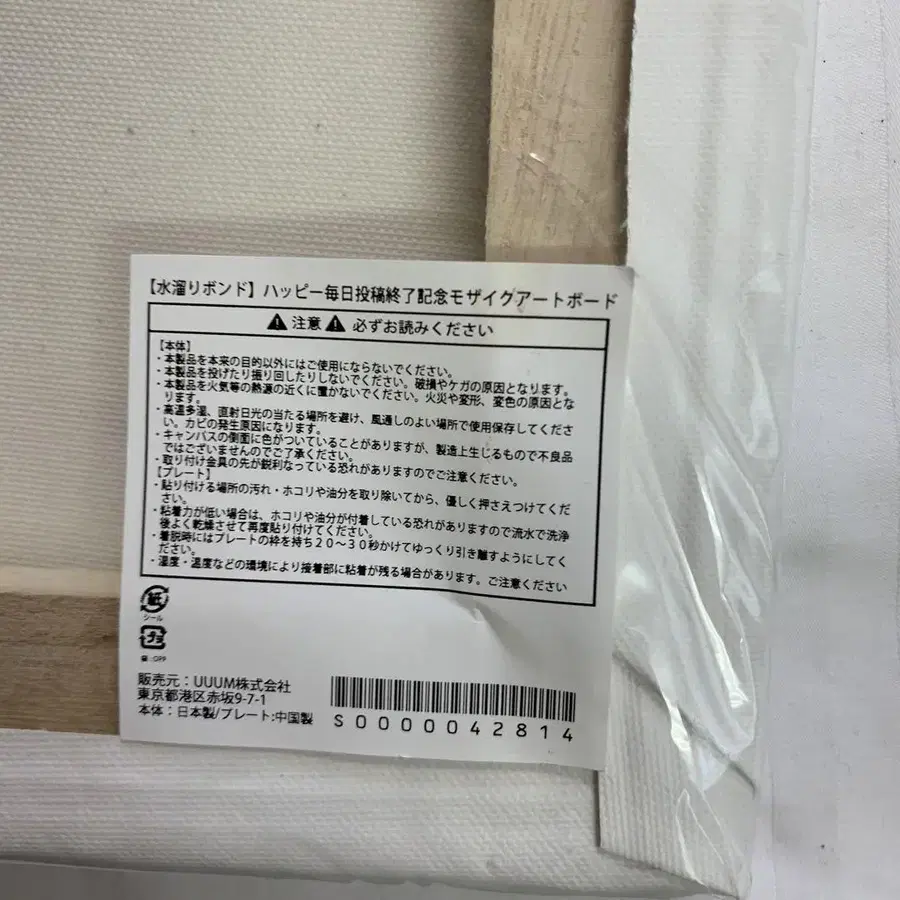 【水溜りボンド】ハッピー毎日投稿終了記念モザイクアートボード
⚠ 注意 ⚠ 必ずお読みください
【本体】
・本製品を本来の目的以外にはご使用にならないでください。
・本製品を投げたり振り回したりしないでください。破損やケガの原因となります。
・本製品を火気等の熱源の近くに置かないでください。火災や変形、変色の原因とな
ります。
・高温多湿、直射日光の当たる場所を避け、風通しのよい場所で使用保存してくださ
い。カビの発生原因になります。
・キャンバスの側面に色がついていることがありますが、製造上生じるもので不良品
ではございませんのでご了承ください。
・取り付け金具の先が鋭利なっている恐れがありますのでご注意ください。
【プレート】
・貼り付ける場所の汚れ・ホコリや油分を取り除いてから、優しく押さえつけてくだ
さい。
・粘着力が低い場合は、ホコリや油分が付着している恐れがありますので流水で洗浄
後よく乾燥させて再度貼り付けてください。
・着脱時にはプレートの枠を持ち２０～３０秒かけてゆっくり引き離すようにしてく
ださい。
・湿度・温度などの環境により接着部に粘着が残る場合があります。ご注意ください
紙
シール
プラ
袋:OPP
販売元：UUUM株式会社
東京都港区赤坂9-7-1
本体：日本製/プレート:中国製
S0000042814